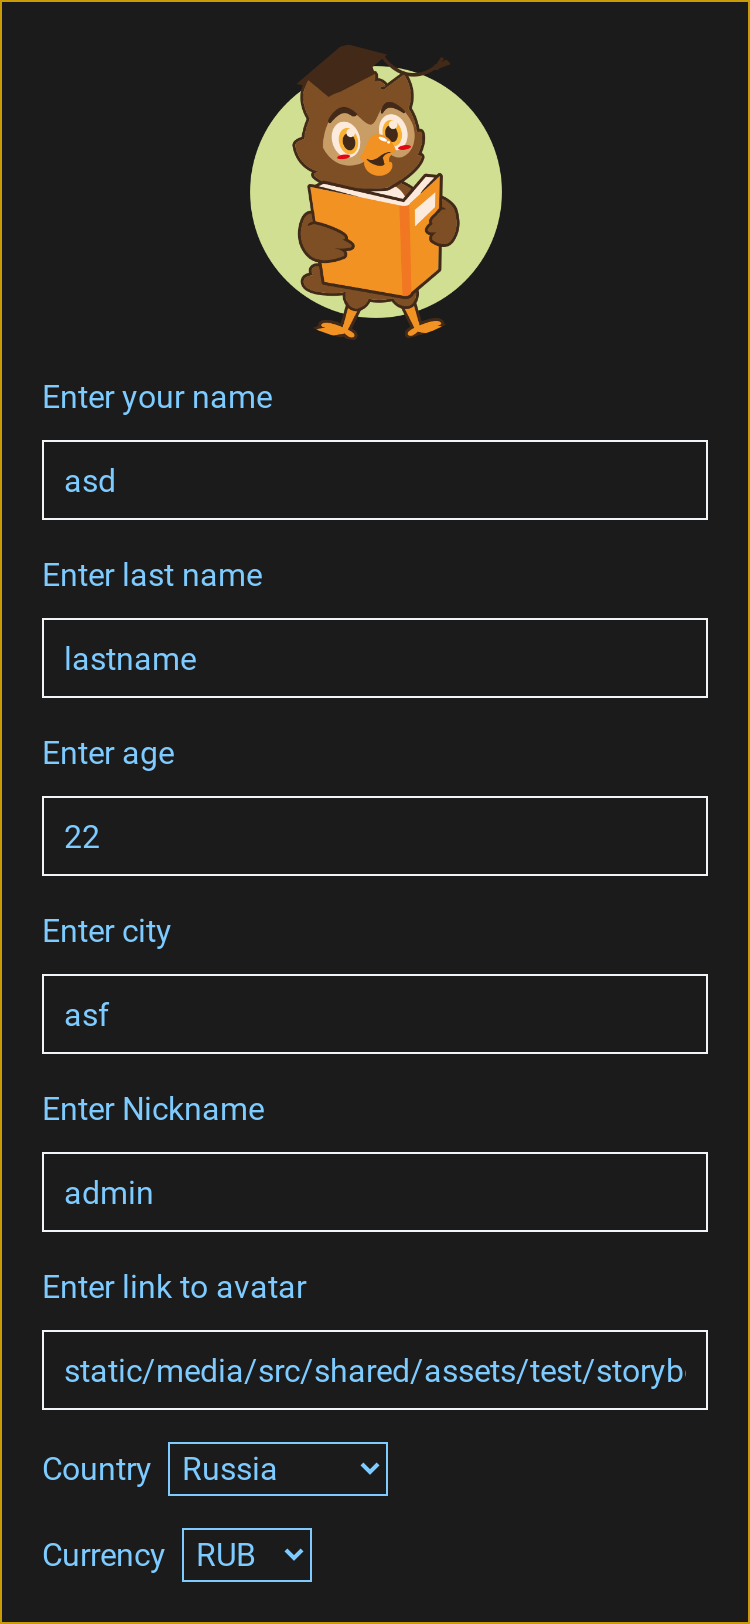 Enter your name
asd
Enter last name
lastname
Enter age
22
Enter city
asf
Enter Nickname
admin
Enter link to avatar
static/media/src/shared/assets/test/storyb
Country Russia
Currency RUB